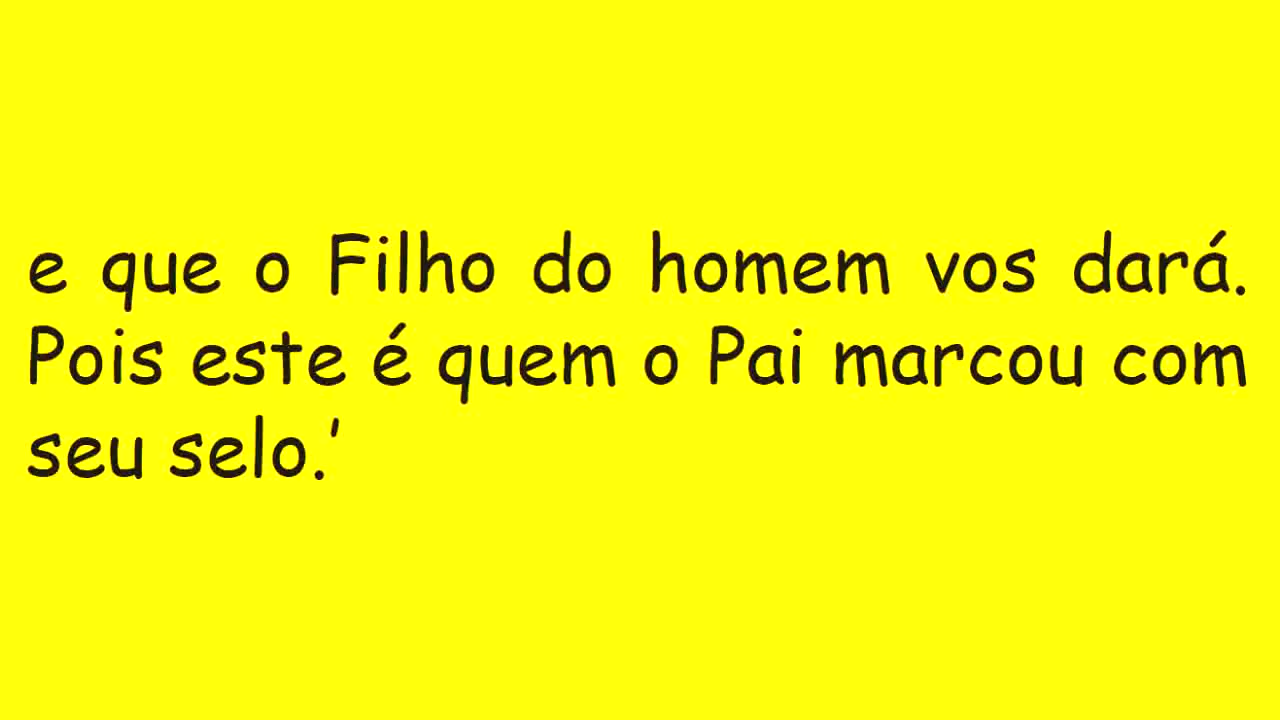 e que o Filho do homem vos dará.
Pois este é quem o Pai marcou com
seu selo.’